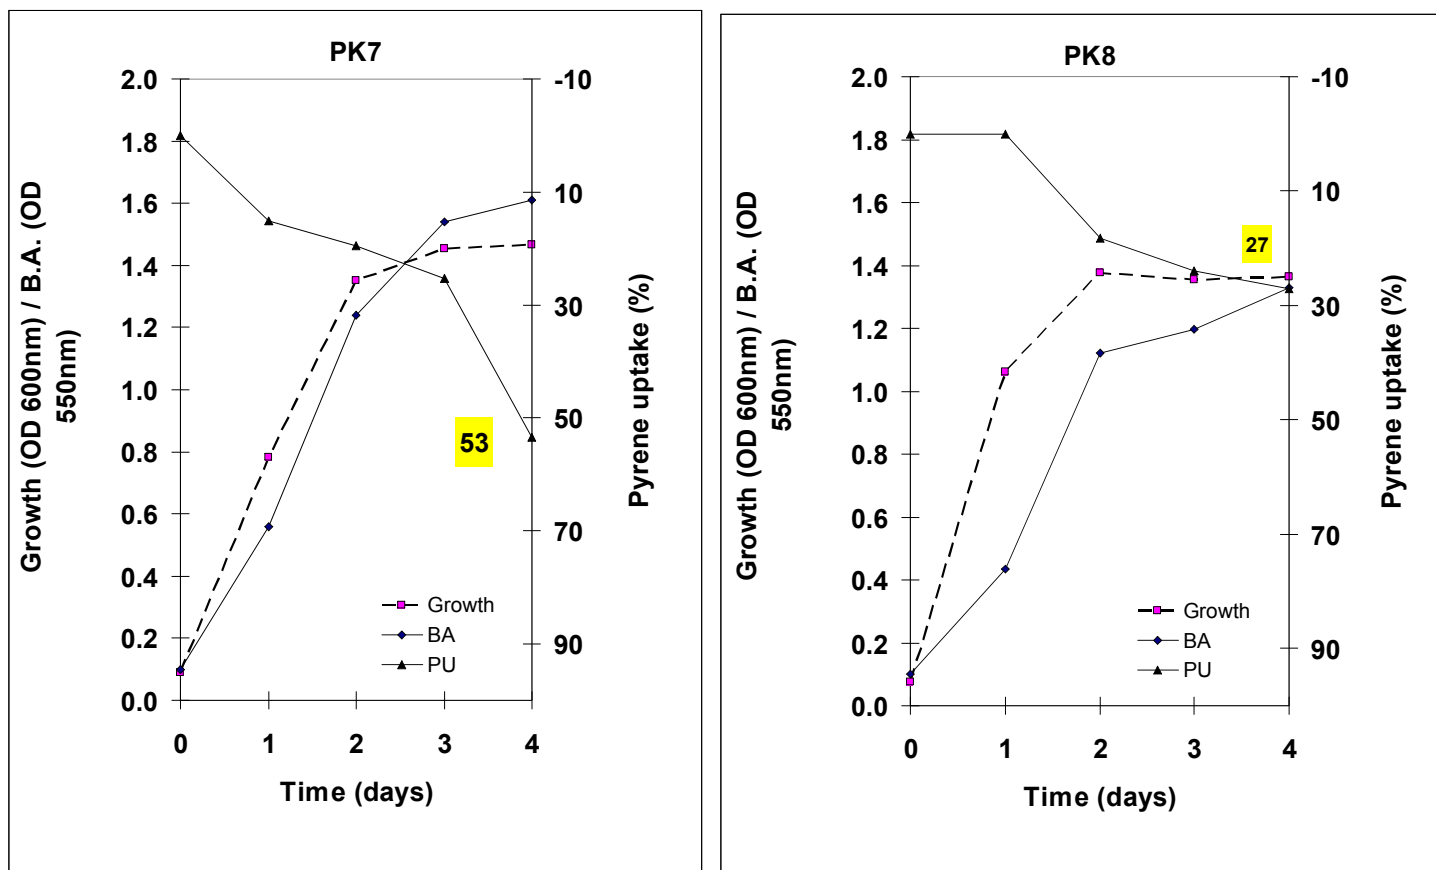 PK7
2.0
1.8
1.6
1.4
1.2
1.0
0.8
0.6
0.4
0.2
0.0
-10
10
30
50
70
90
0 1 2 3 4
Growth (OD 600nm) / B.A. (OD
550nm)
Pyrene uptake (%)
53
Growth
BA
PU
Time (days)
PK8
2.0
1.8
1.6
1.4
1.2
1.0
0.8
0.6
0.4
0.2
0.0
-10
10
30
50
70
90
0 1 2 3 4
Growth (OD 600nm) / B.A. (OD
550nm)
Pyrene uptake (%)
27
Growth
BA
PU
Time (days)